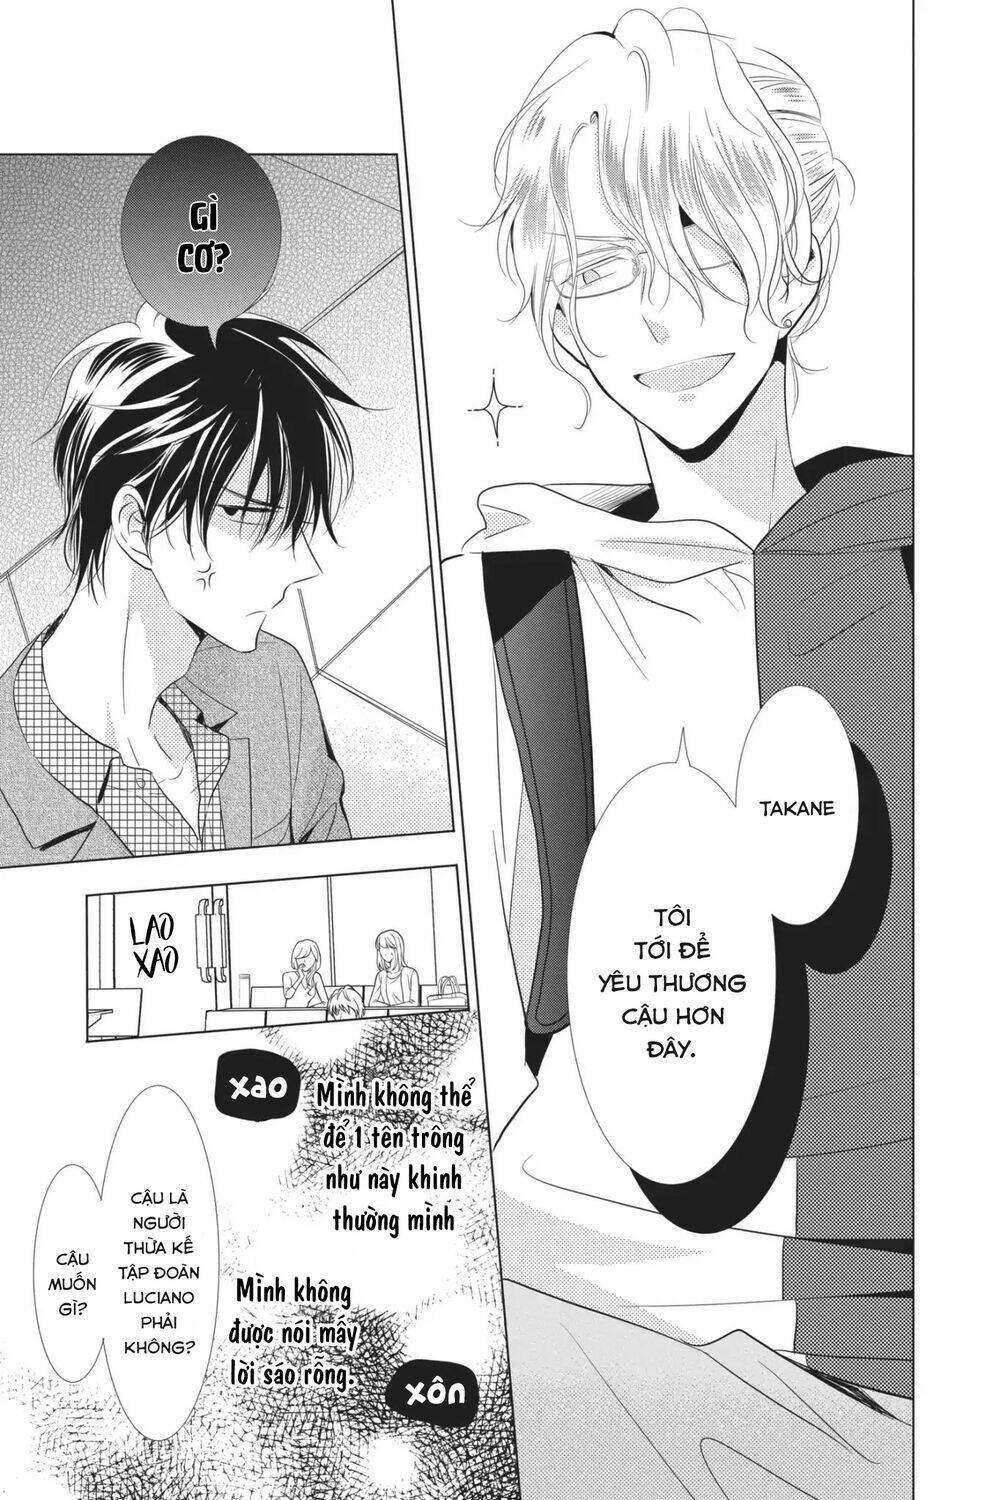 TAKANE
TÔI
TỚI ĐỂ
YÊU THƯƠNG
CẬU HƠN
ĐÂY.
GÌ
CƠ?
LAO
XAO
xao
Mình không thể
để 1 tên trông
như này khinh
thường mình
Mình không
được nói mấy
lời sáo rỗng.
xôn
CẬU LÀ
NGƯỜI
THỪA KẾ
TẬP ĐOÀN
LUCIANO
PHẢI
KHÔNG?
CẬU
MUỐN
GÌ?